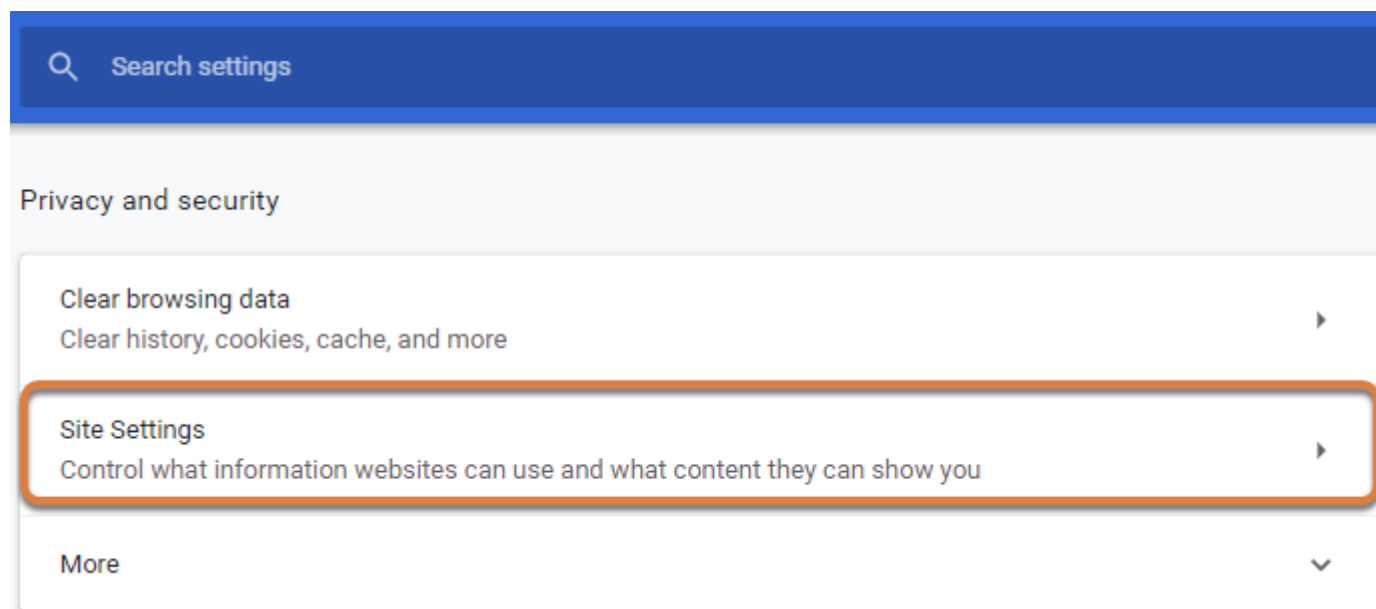 Search settings
Privacy and security
Clear browsing data
Clear history, cookies, cache, and more
Site Settings
Control what information websites can use and what content they can show you
More